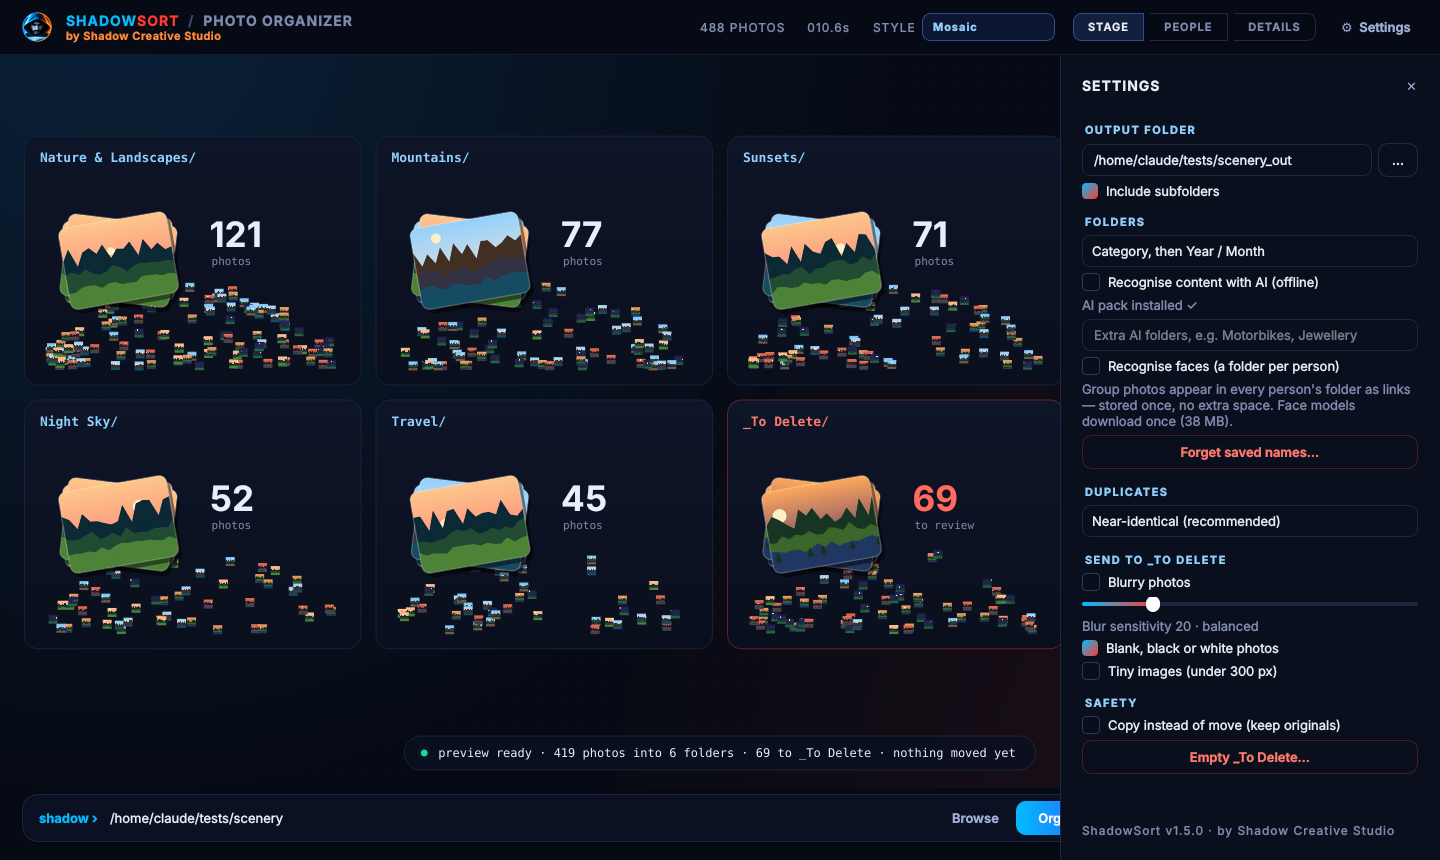 SHADOWSORT / PHOTO ORGANIZER
by Shadow Creative Studio
488 PHOTOS 010.6s STYLE Mosaic
STAGE PEOPLE DETAILS
⚙ Settings
Nature & Landscapes/
121
photos
Mountains/
77
photos
Sunsets/
71
photos
Night Sky/
52
photos
Travel/
45
photos
_To Delete/
69
to review
preview ready · 419 photos into 6 folders · 69 to _To Delete · nothing moved yet
shadow › /home/claude/tests/scenery
Browse
Org
SETTINGS
×
OUTPUT FOLDER
/home/claude/tests/scenery_out
...
Include subfolders
FOLDERS
Category, then Year / Month
Recognise content with AI (offline)
AI pack installed ✓
Extra AI folders, e.g. Motorbikes, Jewellery
Recognise faces (a folder per person)
Group photos appear in every person's folder as links
— stored once, no extra space. Face models
download once (38 MB).
Forget saved names...
DUPLICATES
Near-identical (recommended)
SEND TO _TO DELETE
Blurry photos
Blur sensitivity 20 · balanced
Blank, black or white photos
Tiny images (under 300 px)
SAFETY
Copy instead of move (keep originals)
Empty _To Delete...
ShadowSort v1.5.0 · by Shadow Creative Studio